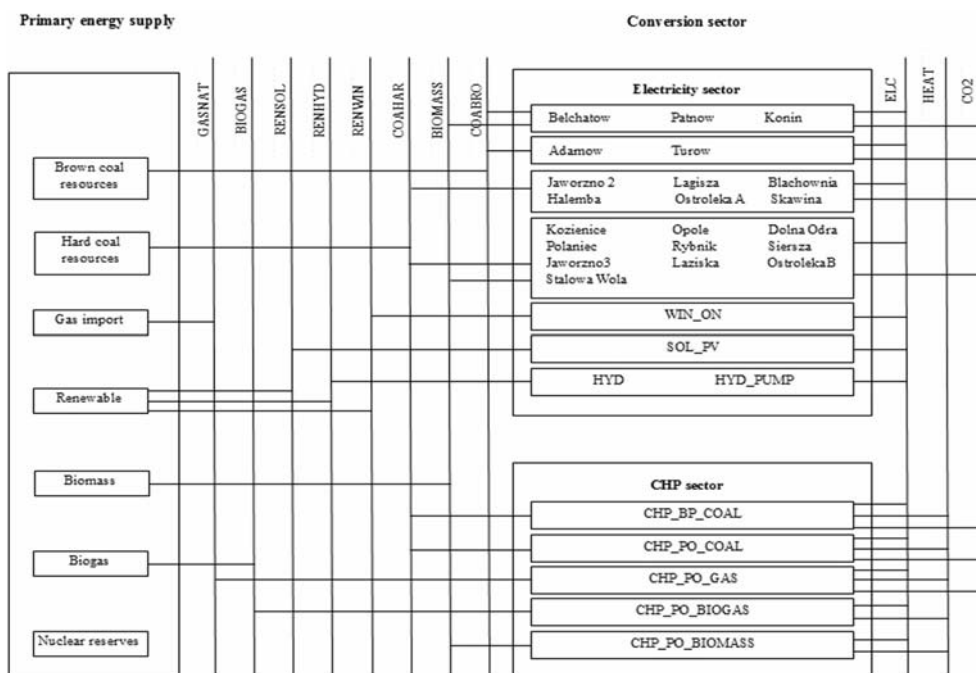 Primary energy supply
Conversion sector
GASNAT
BIOGAS
RENSOL
RENHYD
RENWIN
COAHAR
BIOMASS
COABRO
ELC
HEAT
CO2
Brown coal
resources
Hard coal
resources
Gas import
Renewable
Biomass
Biogas
Nuclear reserves
Electricity sector
Belchatow Patnow Konin
Adamow Turow
Jaworzno 2 Lagisza Blachownia
Halemba Ostroleka A Skawina
Kozienice Opole Dolna Odra
Polaniec Rybnik Siersza
Jaworzno3 Laziska OstrolekaB
Stalowa Wola
WIN_ON
SOL_PV
HYD HYD_PUMP
CHP sector
CHP_BP_COAL
CHP_PO_COAL
CHP_PO_GAS
CHP_PO_BIOGAS
CHP_PO_BIOMASS